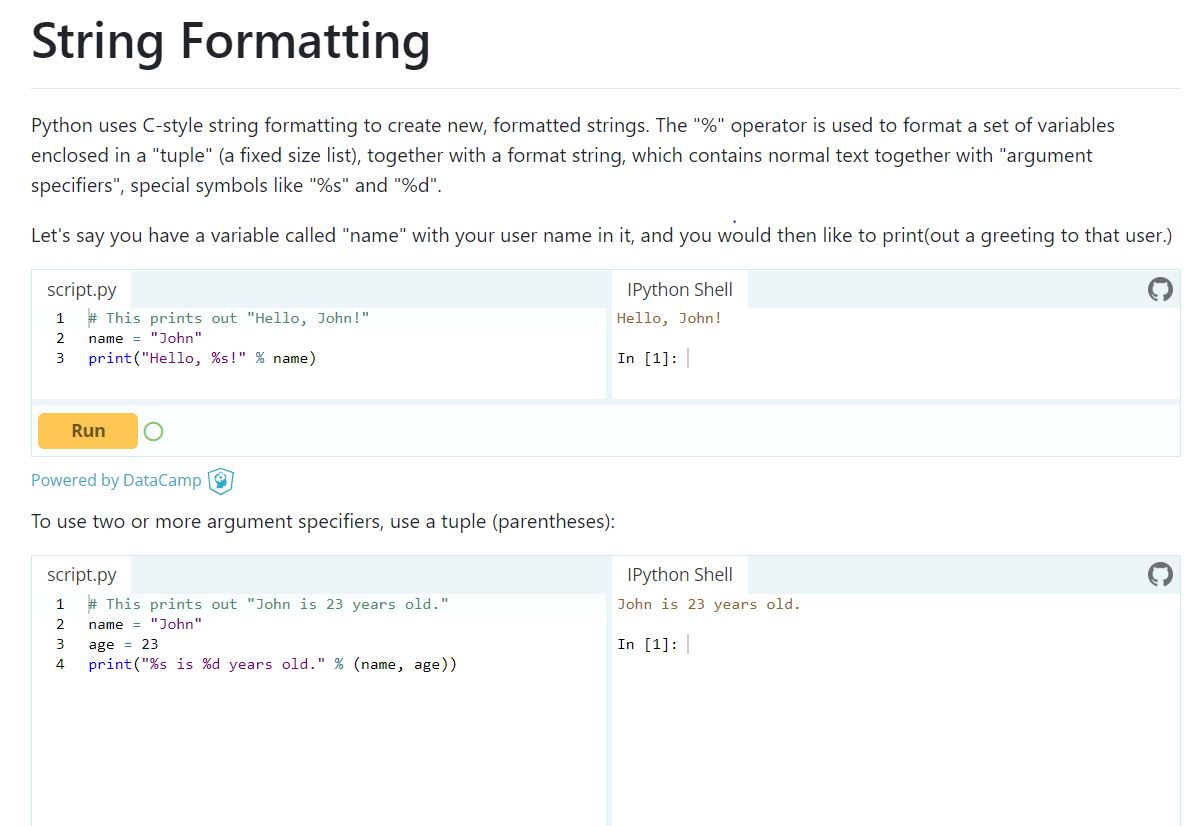 String Formatting
Python uses C-style string formatting to create new, formatted strings. The "%" operator is used to format a set of variables
enclosed in a "tuple" (a fixed size list), together with a format string, which contains normal text together with "argument
specifiers", special symbols like "%s" and "%d".
Let's say you have a variable called "name" with your user name in it, and you would then like to print(out a greeting to that user.)
script.py
1 # This prints out "Hello, John!"
2 name = "John"
3 print("Hello, %s!" % name)
IPython Shell
Hello, John!
In [1]:
Run
Powered by DataCamp
To use two or more argument specifiers, use a tuple (parentheses):
script.py
1 # This prints out "John is 23 years old."
2 name = "John"
3 age = 23
4 print("%s is %d years old." % (name, age))
IPython Shell
John is 23 years old.
In [1]: